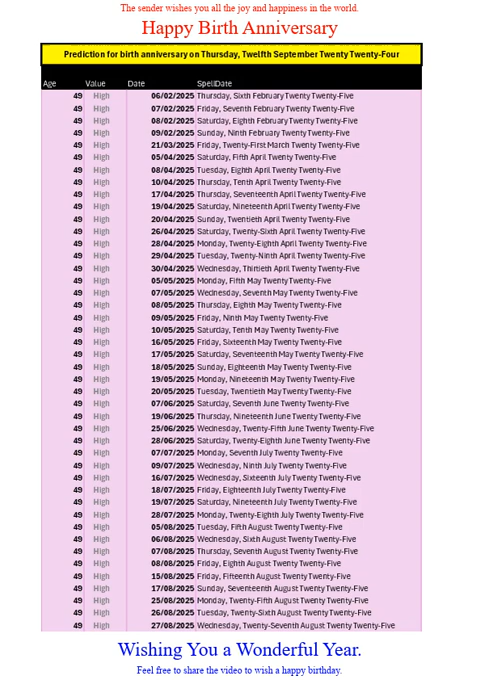 The sender wishes you all the joy and happiness in the world.
Happy Birth Anniversary
Prediction for birth anniversary on Thursday, Twelfth September Twenty Twenty-Four
Age Value Date SpellDate
49 High 06/02/2025 Thursday, Sixth February Twenty Twenty-Five
49 High 07/02/2025 Friday, Seventh February Twenty Twenty-Five
49 High 08/02/2025 Saturday, Eighth February Twenty Twenty-Five
49 High 09/02/2025 Sunday, Ninth February Twenty Twenty-Five
49 High 21/03/2025 Friday, Twenty-First March Twenty Twenty-Five
49 High 05/04/2025 Saturday, Fifth April Twenty Twenty-Five
49 High 08/04/2025 Tuesday, Eighth April Twenty Twenty-Five
49 High 10/04/2025 Thursday, Tenth April Twenty Twenty-Five
49 High 17/04/2025 Thursday, Seventeenth April Twenty Twenty-Five
49 High 19/04/2025 Saturday, Nineteenth April Twenty Twenty-Five
49 High 20/04/2025 Sunday, Twentieth April Twenty Twenty-Five
49 High 26/04/2025 Saturday, Twenty-Sixth April Twenty Twenty-Five
49 High 28/04/2025 Monday, Twenty-Eighth April Twenty Twenty-Five
49 High 29/04/2025 Tuesday, Twenty-Ninth April Twenty Twenty-Five
49 High 30/04/2025 Wednesday, Thirtieth April Twenty Twenty-Five
49 High 05/05/2025 Monday, Fifth May Twenty Twenty-Five
49 High 07/05/2025 Wednesday, Seventh May Twenty Twenty-Five
49 High 08/05/2025 Thursday, Eighth May Twenty Twenty-Five
49 High 09/05/2025 Friday, Ninth May Twenty Twenty-Five
49 High 10/05/2025 Saturday, Tenth May Twenty Twenty-Five
49 High 16/05/2025 Friday, Sixteenth May Twenty Twenty-Five
49 High 17/05/2025 Saturday, Seventeenth May Twenty Twenty-Five
49 High 18/05/2025 Sunday, Eighteenth May Twenty Twenty-Five
49 High 19/05/2025 Monday, Nineteenth May Twenty Twenty-Five
49 High 20/05/2025 Tuesday, Twentieth May Twenty Twenty-Five
49 High 07/06/2025 Saturday, Seventh June Twenty Twenty-Five
49 High 19/06/2025 Thursday, Nineteenth June Twenty Twenty-Five
49 High 25/06/2025 Wednesday, Twenty-Fifth June Twenty Twenty-Five
49 High 28/06/2025 Saturday, Twenty-Eighth June Twenty Twenty-Five
49 High 07/07/2025 Monday, Seventh July Twenty Twenty-Five
49 High 09/07/2025 Wednesday, Ninth July Twenty Twenty-Five
49 High 16/07/2025 Wednesday, Sixteenth July Twenty Twenty-Five
49 High 18/07/2025 Friday, Eighteenth July Twenty Twenty-Five
49 High 19/07/2025 Saturday, Nineteenth July Twenty Twenty-Five
49 High 28/07/2025 Monday, Twenty-Eighth July Twenty Twenty-Five
49 High 05/08/2025 Tuesday, Fifth August Twenty Twenty-Five
49 High 06/08/2025 Wednesday, Sixth August Twenty Twenty-Five
49 High 07/08/2025 Thursday, Seventh August Twenty Twenty-Five
49 High 08/08/2025 Friday, Eighth August Twenty Twenty-Five
49 High 15/08/2025 Friday, Fifteenth August Twenty Twenty-Five
49 High 17/08/2025 Sunday, Seventeenth August Twenty Twenty-Five
49 High 25/08/2025 Monday, Twenty-Fifth August Twenty Twenty-Five
49 High 26/08/2025 Tuesday, Twenty-Sixth August Twenty Twenty-Five
49 High 27/08/2025 Wednesday, Twenty-Seventh August Twenty Twenty-Five
Wishing You a Wonderful Year.
Feel free to share the video to wish a happy birthday.